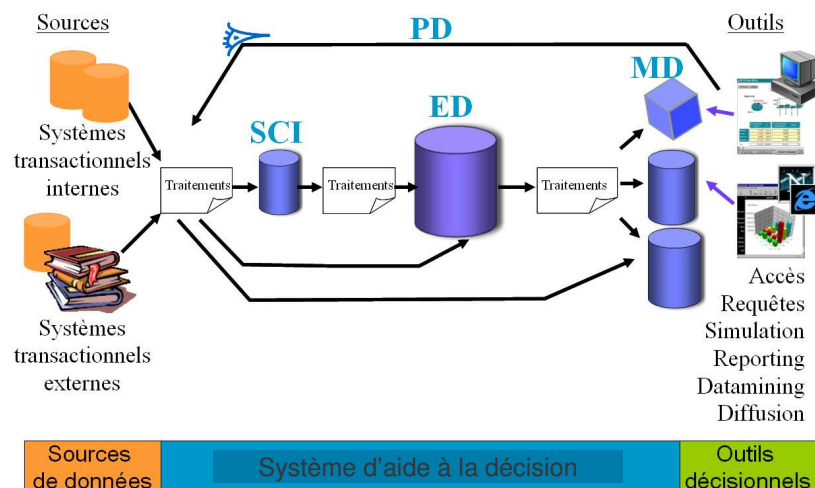 Sources
PD
Outils
MD
ED
SCI
Systèmes
transactionnels
internes
Traitements
Traitements
Traitements
Systèmes
transactionnels
externes
Accès
Requêtes
Simulation
Reporting
Datamining
Diffusion
Sources
de données
Système d'aide à la décision
Outils
décisionnels